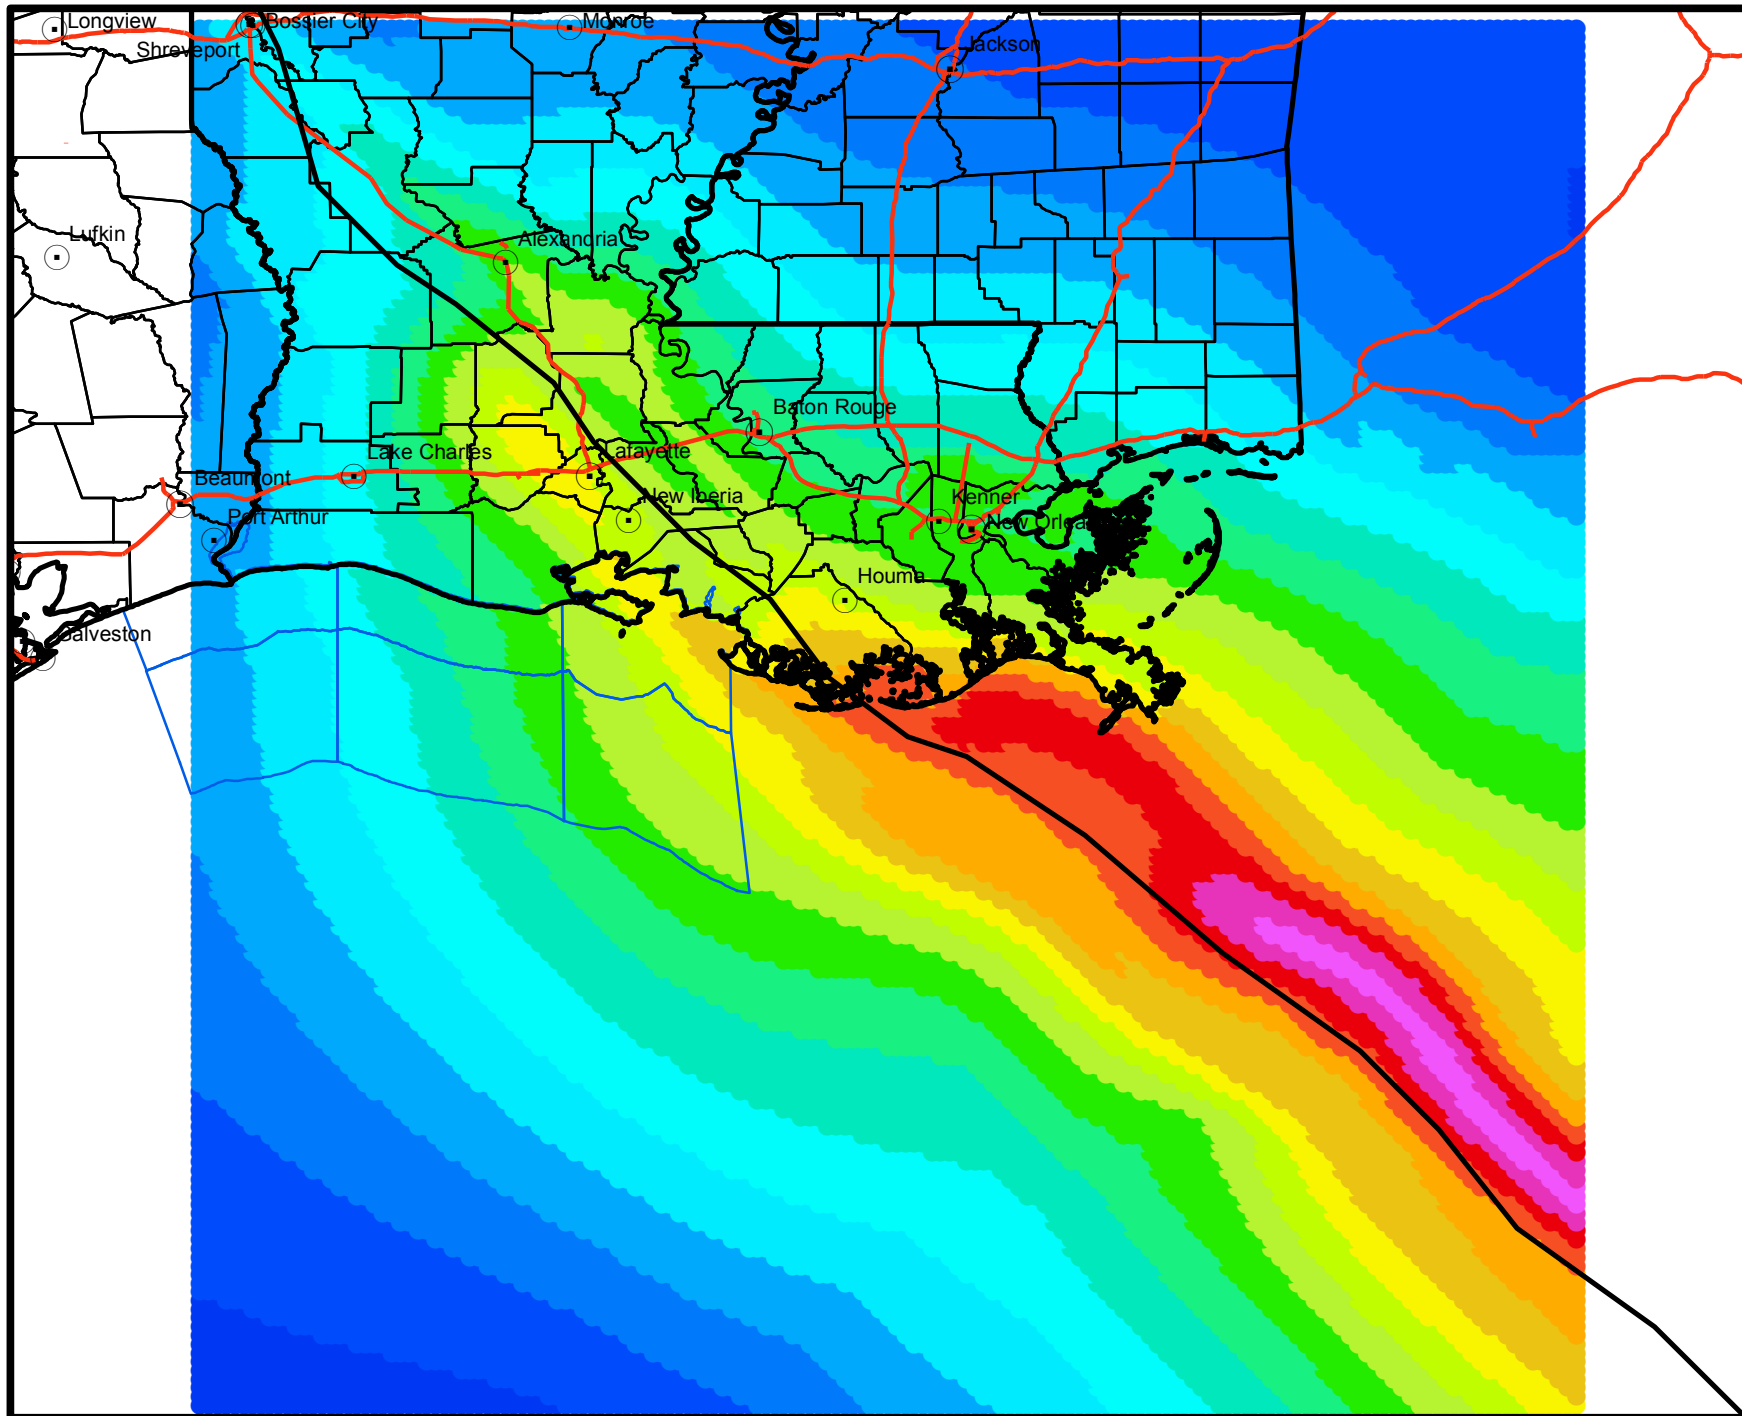 Longview
Bossier City
Monroe
Shreveport
Jackson
Lufkin
Alexandria
Baton Rouge
Lake Charles
Lafayette
Beaumont
New Iberia
Kenner
Port Arthur
New Orlea
Houma
Galveston